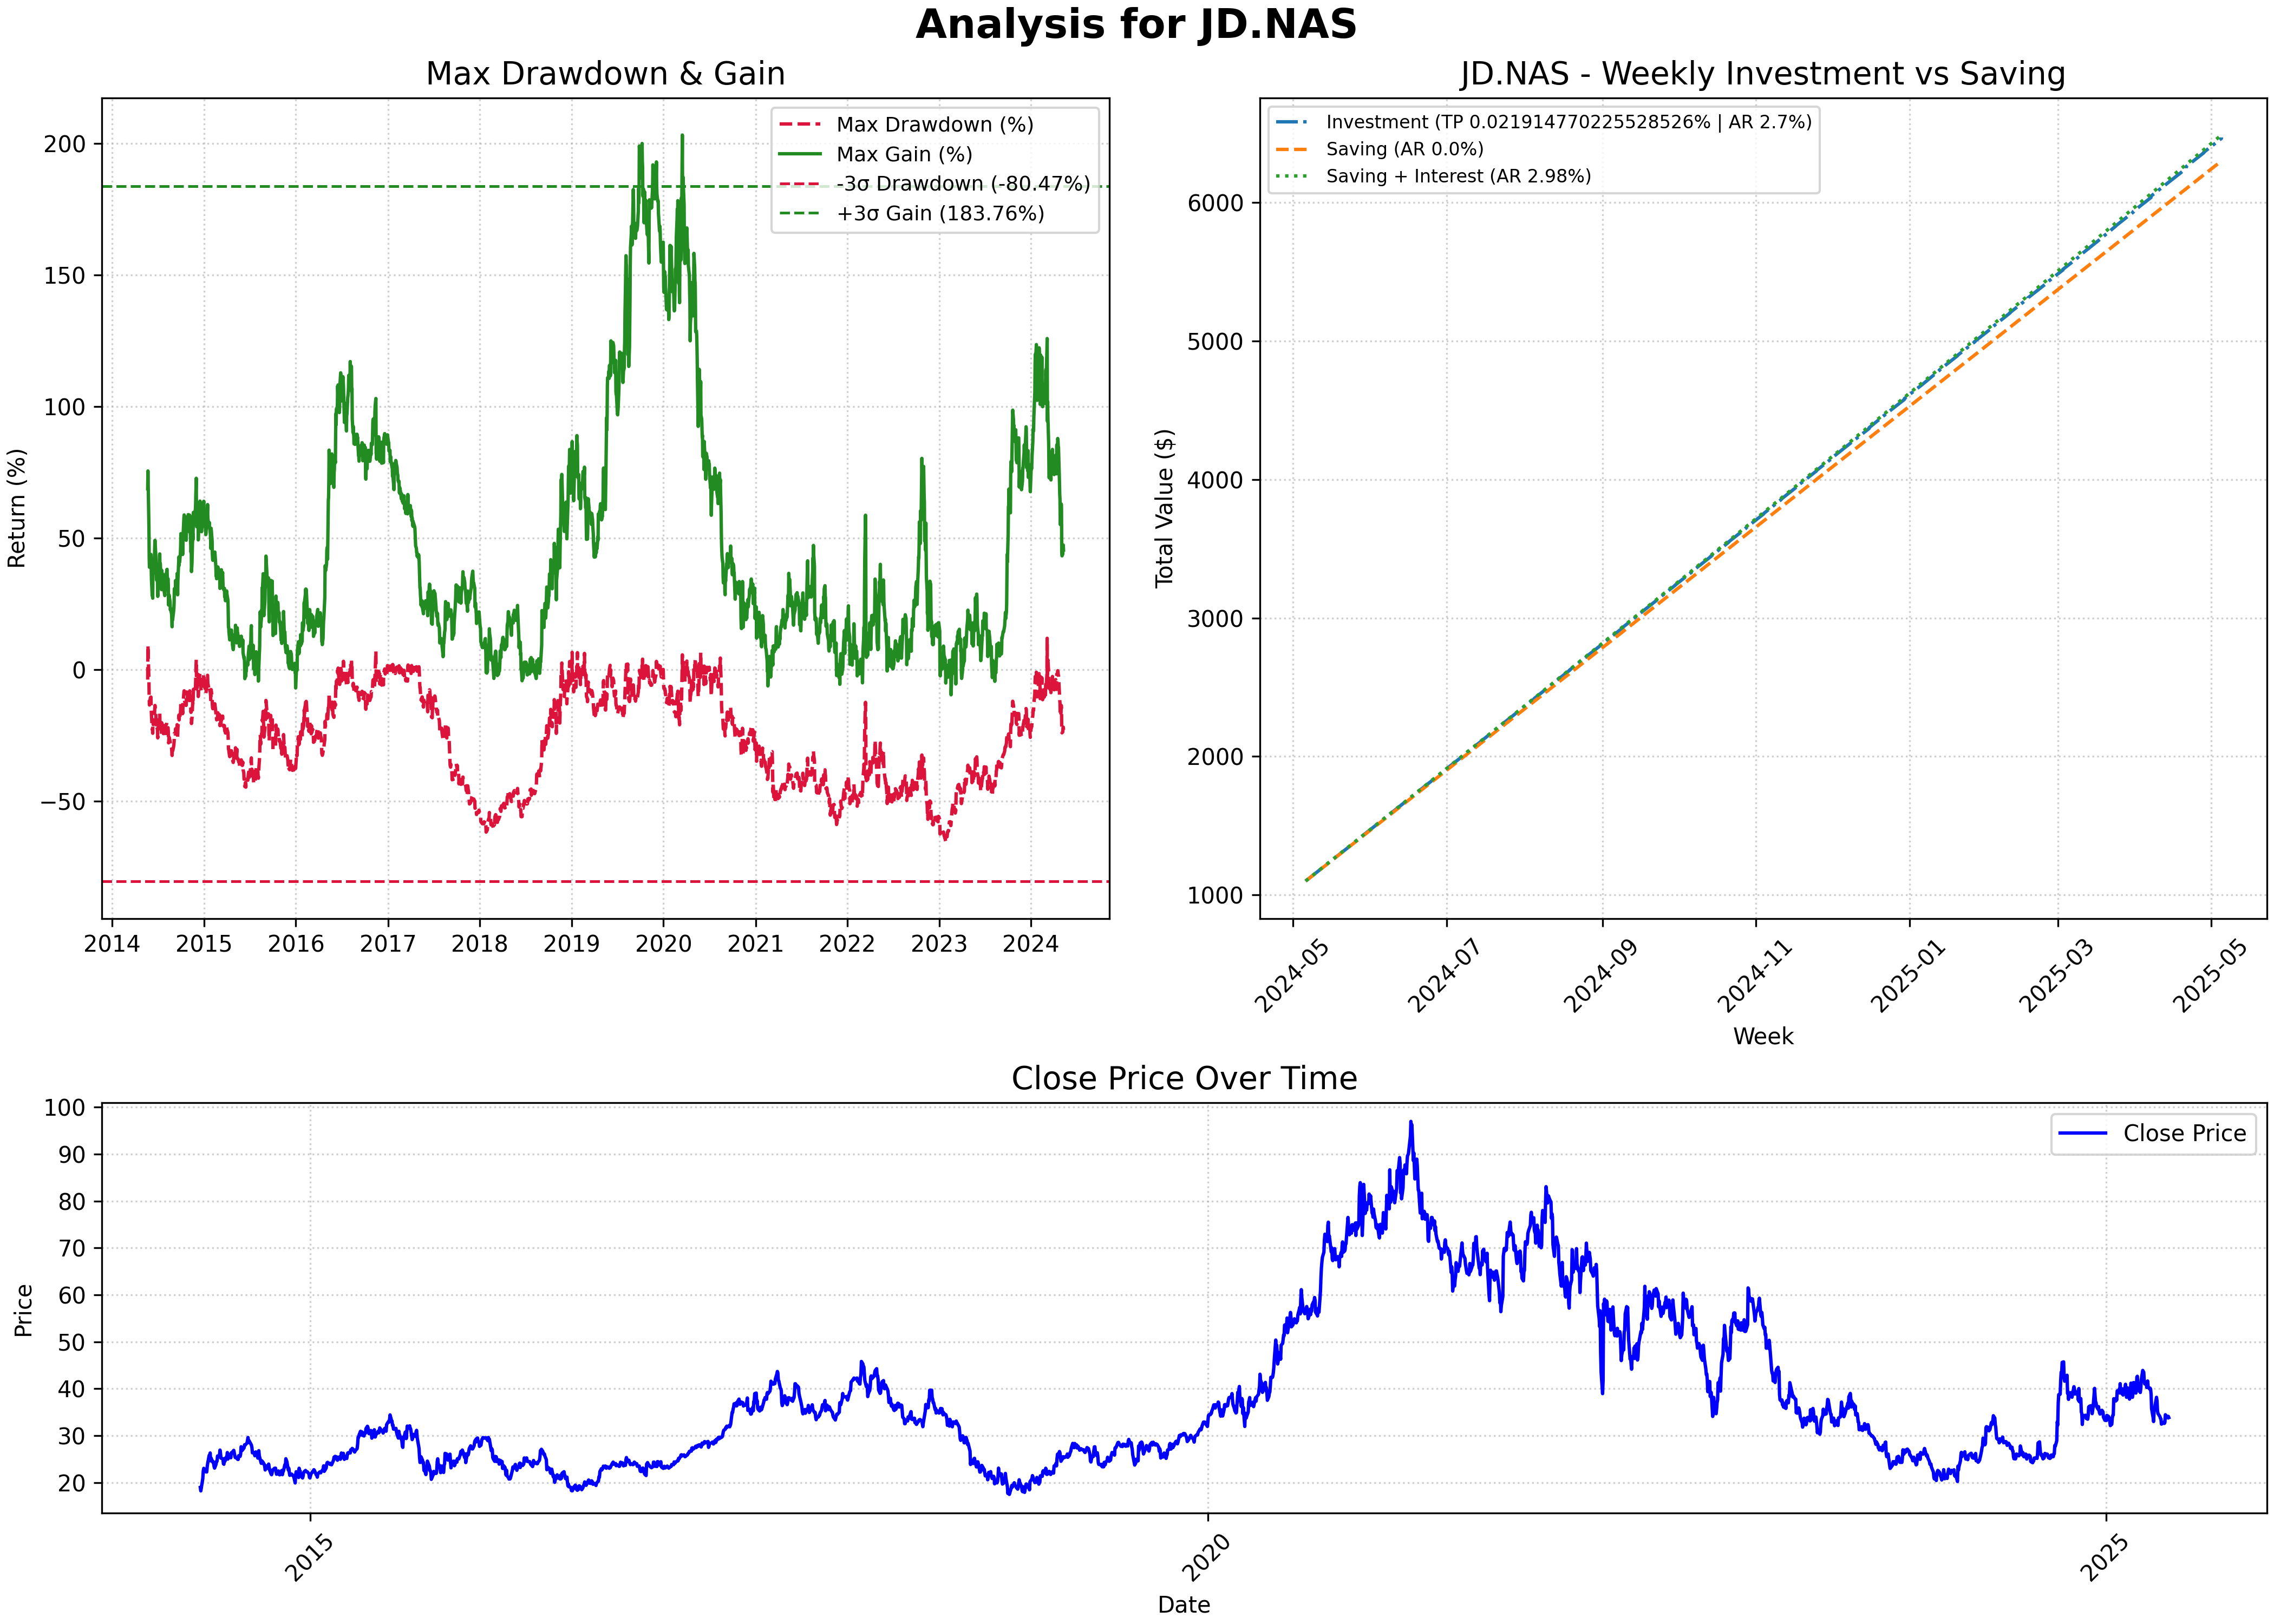 Analysis for JD.NAS
Max Drawdown & Gain
Return (%)
200
150
100
50
0
−50
2014 2015 2016 2017 2018 2019 2020 2021 2022 2023 2024
Max Drawdown (%)
Max Gain (%)
-3σ Drawdown (-80.47%)
+3σ Gain (183.76%)
JD.NAS - Weekly Investment vs Saving
Total Value ($)
6000
5000
4000
3000
2000
1000
Investment (TP 0.021914770225528526% | AR 2.7%)
Saving (AR 0.0%)
Saving + Interest (AR 2.98%)
2024-05 2024-07 2024-09 2024-11 2025-01 2025-03 2025-05
Week
Close Price Over Time
Price
100
90
80
70
60
50
40
30
20
Close Price
2015 2020 2025
Date